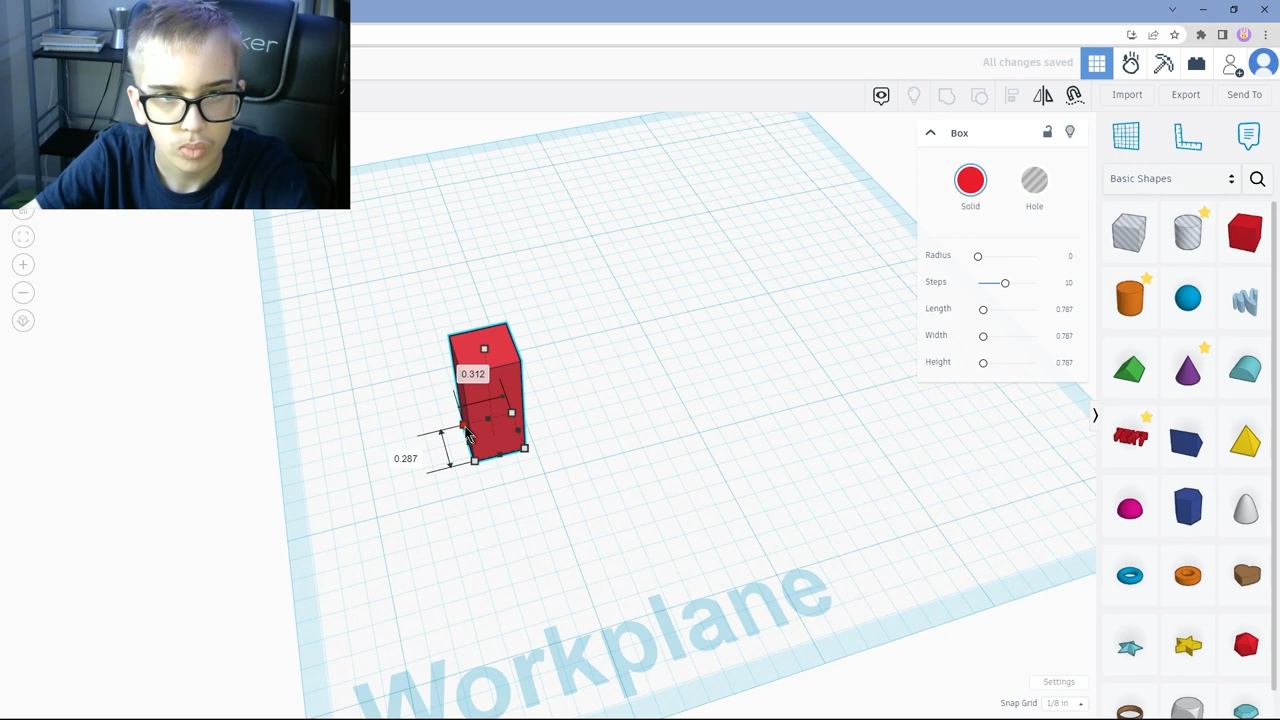 ker
All changes saved
Import
Export
Send To
Box
Solid
Hole
Basic Shapes
Radius 0
Steps 10
Length 0.787
Width 0.787
Height 0.787
0.312
0.287
Workplane
Settings
Snap Grid 1/8 in